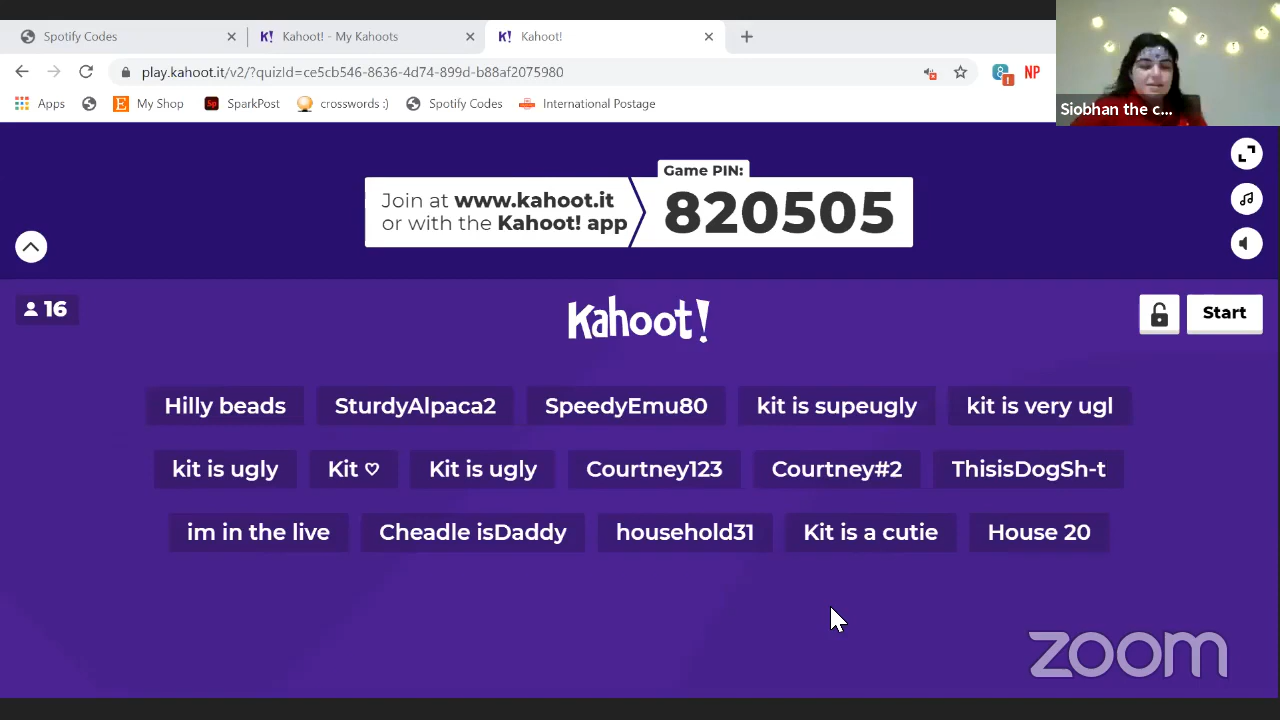 Spotify Codes
Kahoot! - My Kahoots
Kahoot!
play.kahoot.it/v2/?quizId=ce5cb546-8636-4d74-899d-b88af2075980
NP
Apps
My Shop
SparkPost
crosswords :)
Spotify Codes
International Postage
Siobhan the c...
Game PIN:
Join at www.kahoot.it
or with the Kahoot! app
820505
16
Kahoot!
Start
Hilly beads
SturdyAlpaca2
SpeedyEmu80
kit is supeugly
kit is very ugl
kit is ugly
Kit ♡
Kit is ugly
Courtney123
Courtney#2
ThisisDogSh-t
im in the live
Cheadle isDaddy
household31
Kit is a cutie
House 20
zoom